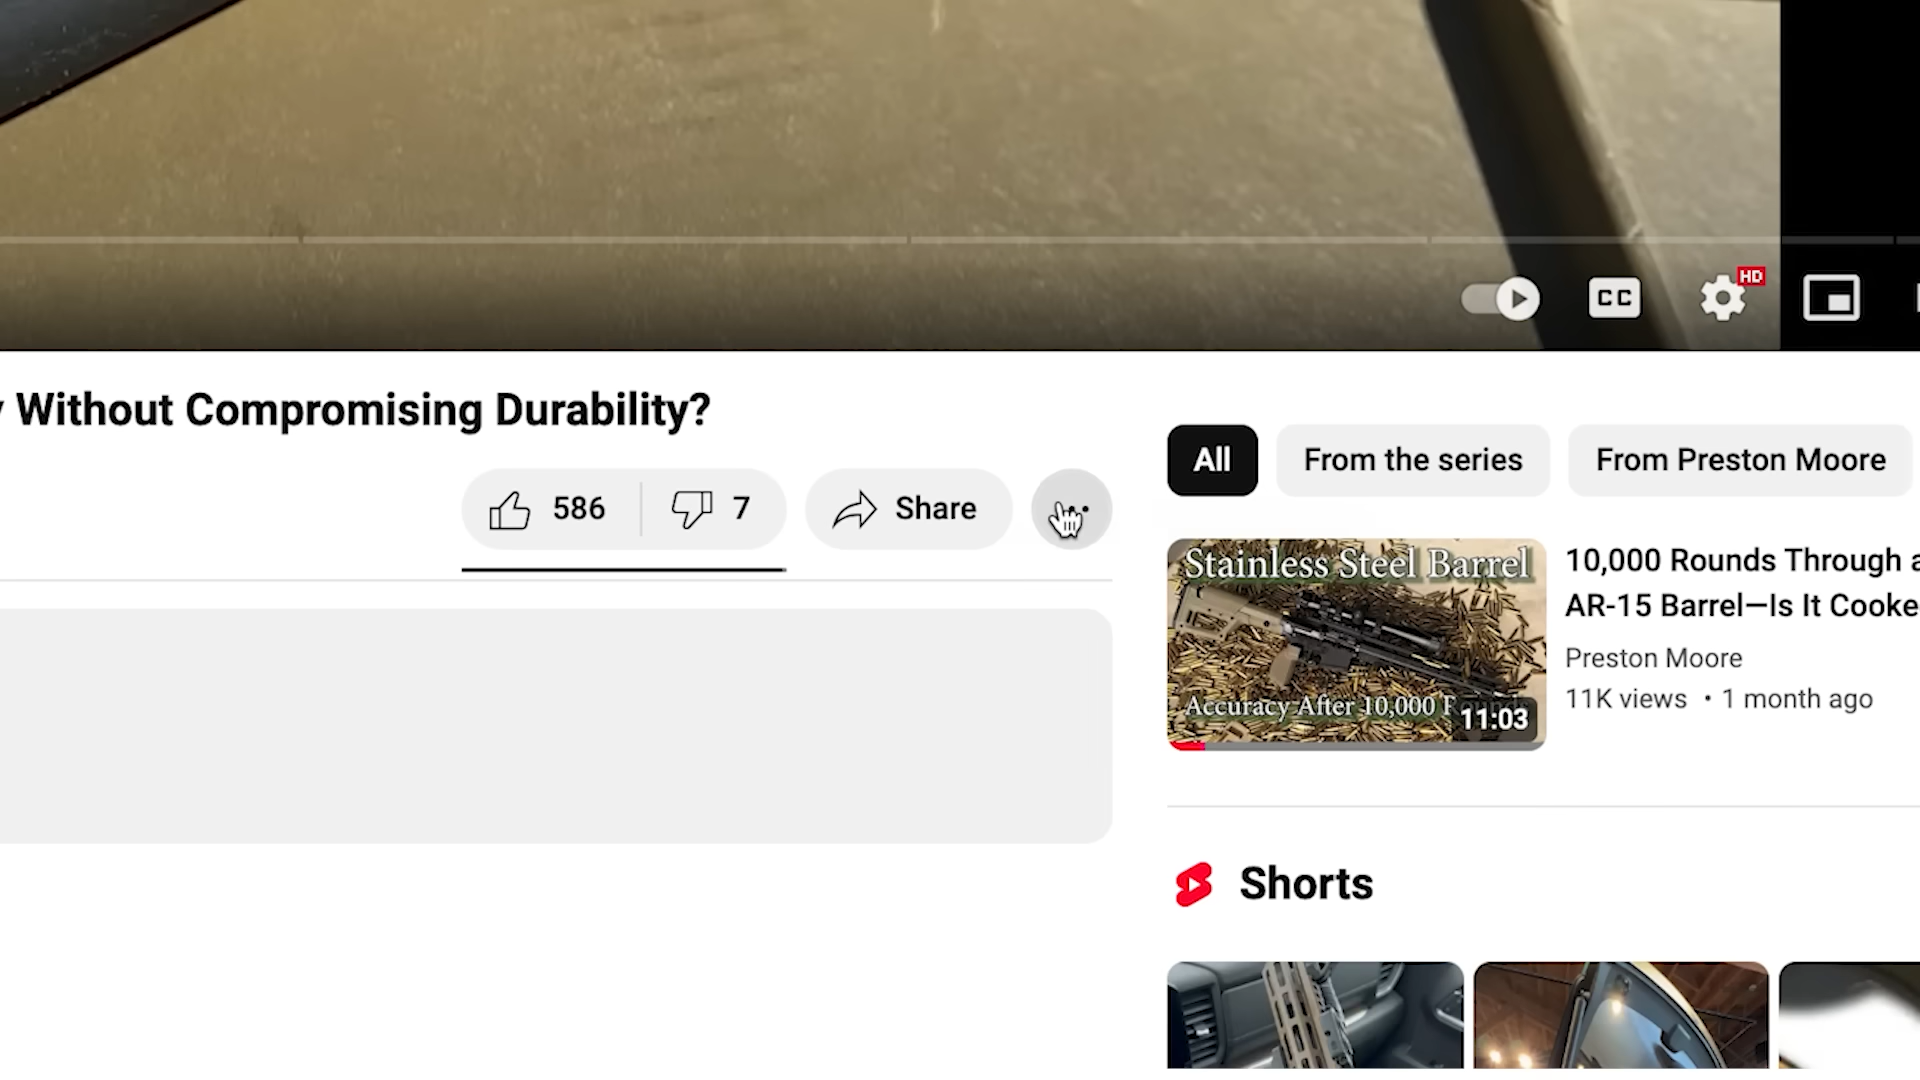 CC
HD
Without Compromising Durability?
586
7
Share
All
From the series
From Preston Moore
Stainless Steel Barrel
Accuracy After 10,000
11:03
10,000 Rounds Through
AR-15 Barrel—Is It
Preston Moore
11K views • 1 month ago
Shorts